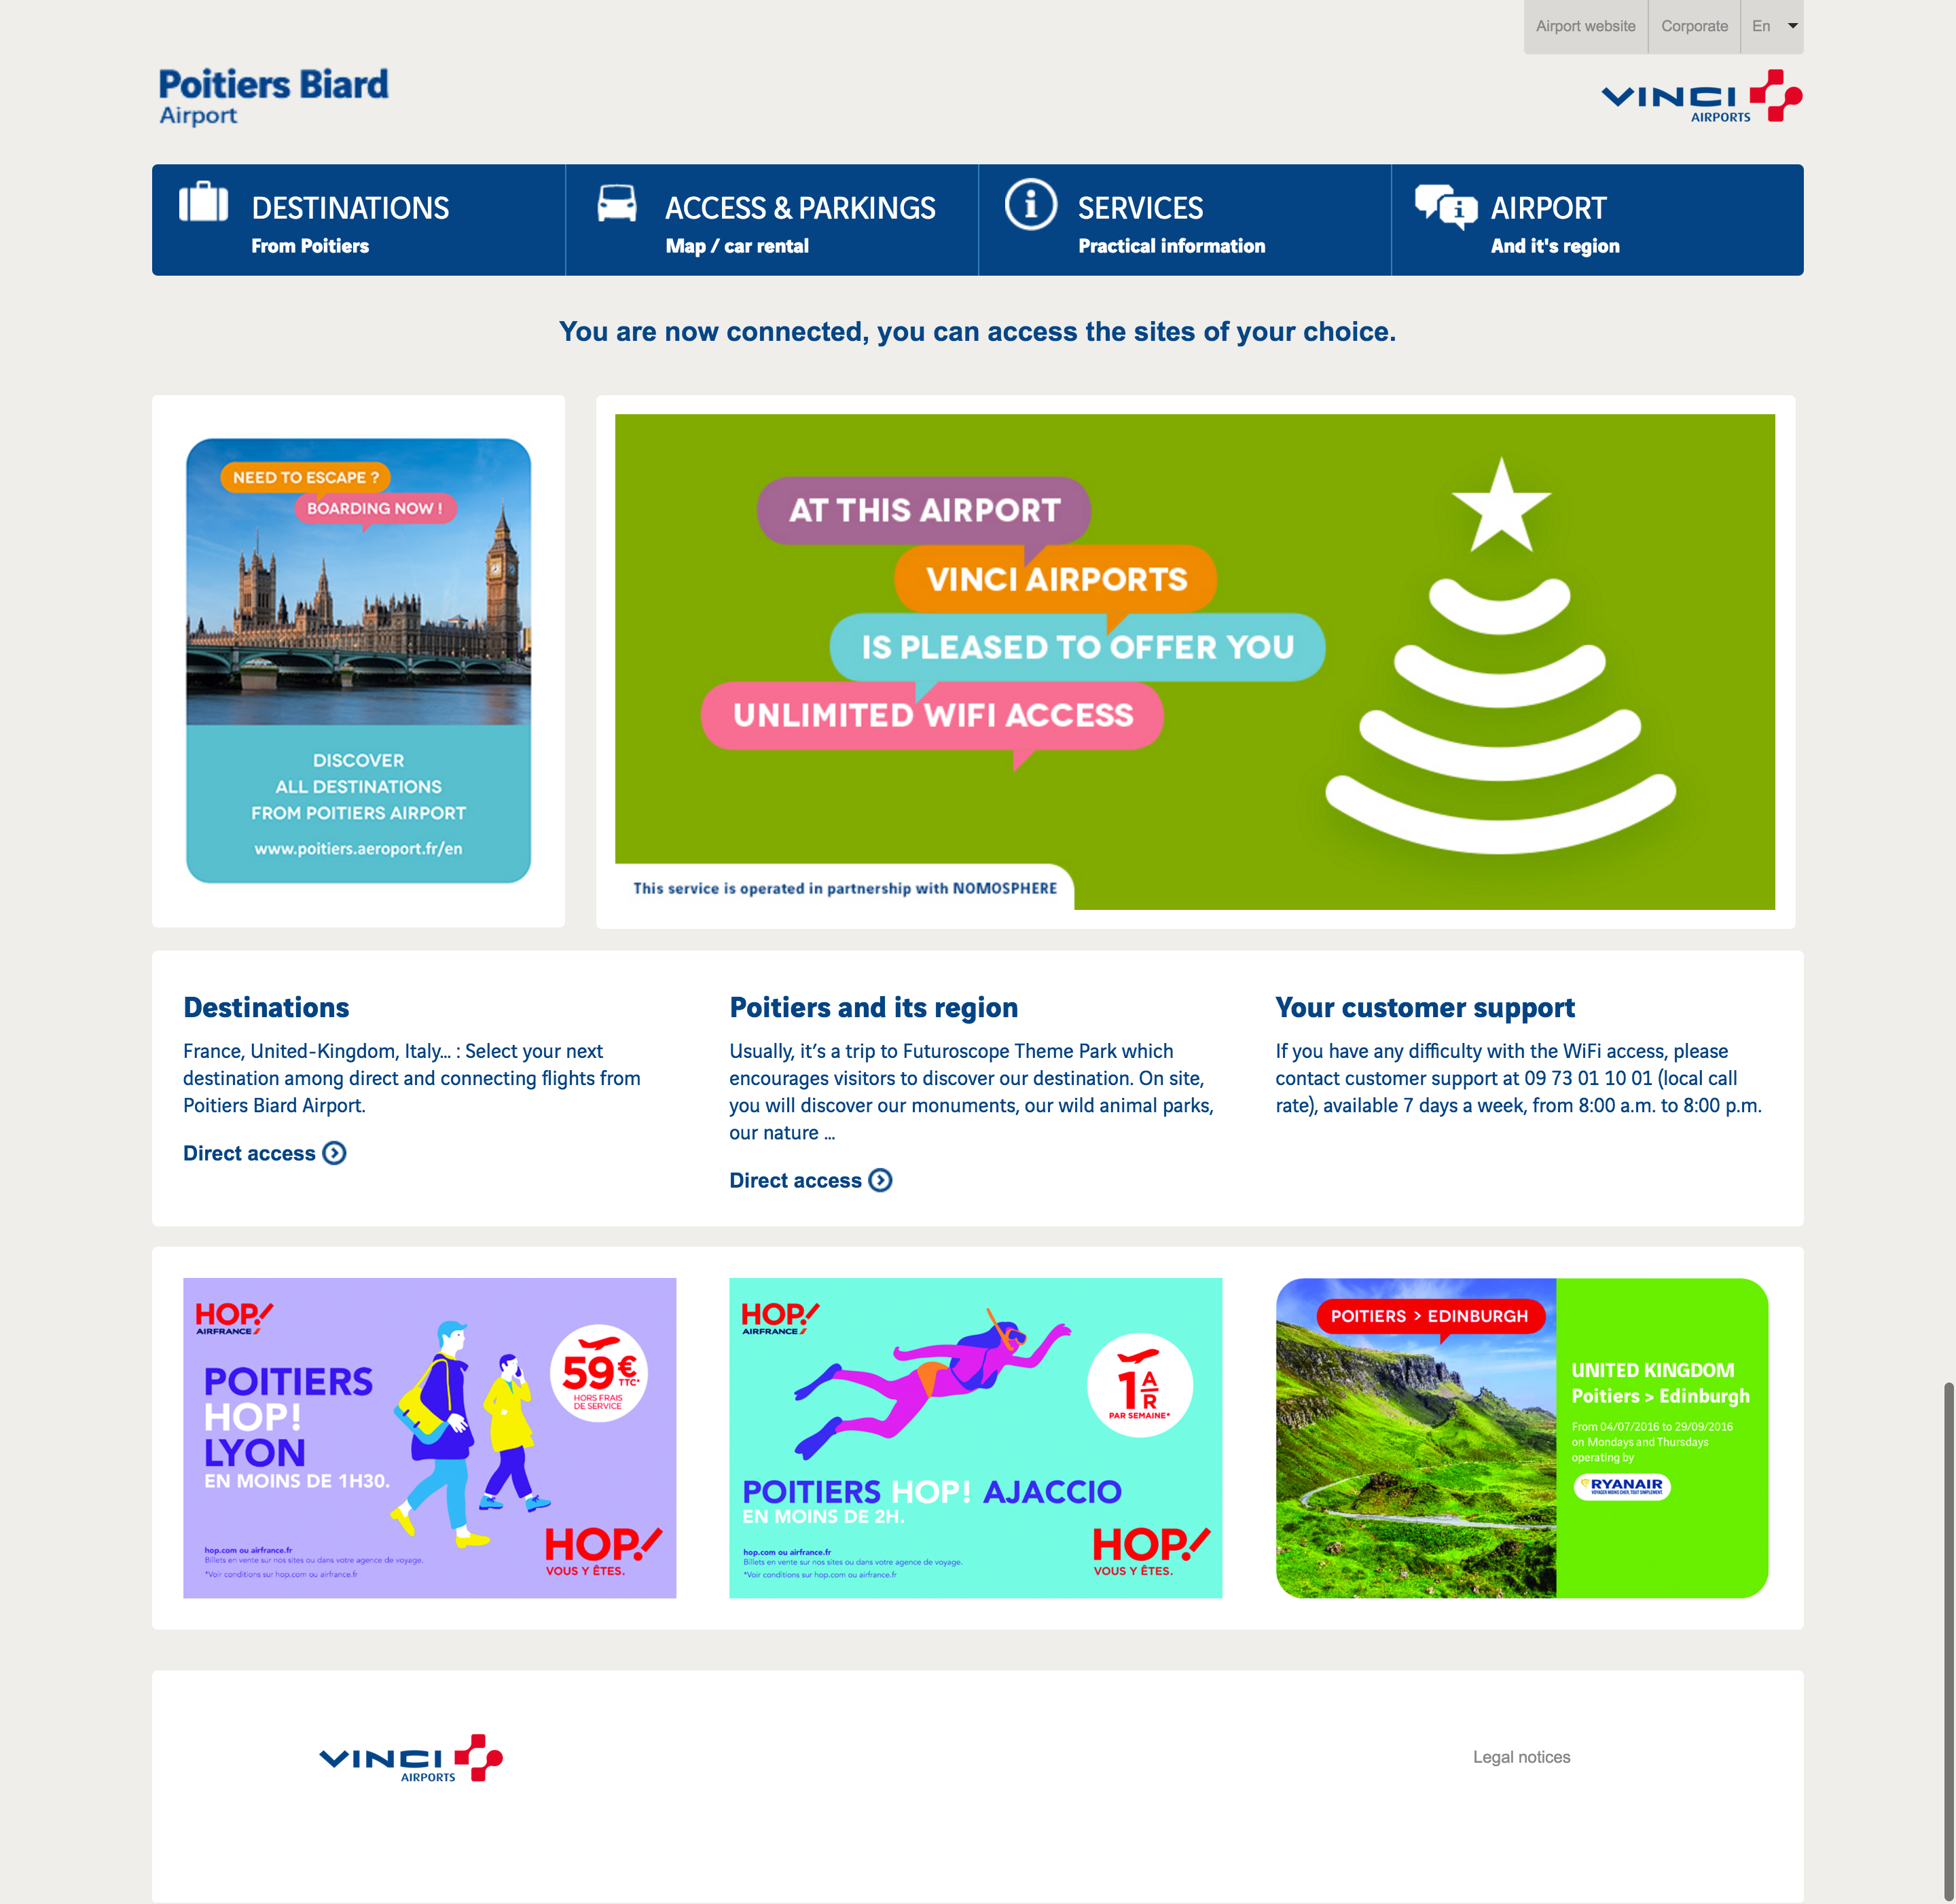 Airport website
Corporate
En
Poitiers Biard
Airport
VINCI
AIRPORTS
DESTINATIONS
From Poitiers
ACCESS & PARKINGS
Map / car rental
SERVICES
Practical information
AIRPORT
And it's region
You are now connected, you can access the sites of your choice.
NEED TO ESCAPE ?
BOARDING NOW !
DISCOVER
ALL DESTINATIONS
FROM POITIERS AIRPORT
www.poitiers.aeroport.fr/en
AT THIS AIRPORT
VINCI AIRPORTS
IS PLEASED TO OFFER YOU
UNLIMITED WIFI ACCESS
This service is operated in partnership with NOMOSPHERE
Destinations
France, United-Kingdom, Italy... : Select your next
destination among direct and connecting flights from
Poitiers Biard Airport.
Direct access
Poitiers and its region
Usually, it’s a trip to Futuroscope Theme Park which
encourages visitors to discover our destination. On site,
you will discover our monuments, our wild animal parks,
our nature ...
Direct access
Your customer support
If you have any difficulty with the WiFi access, please
contact customer support at 09 73 01 10 01 (local call
rate), available 7 days a week, from 8:00 a.m. to 8:00 p.m.
HOP!
AIRFRANCE
POITIERS
HOP!
LYON
EN MOINS DE 1H30.
59€
TTC*
HORS FRAIS
DE SERVICE
hop.com ou airfrance.fr
Billets en vente sur nos sites ou dans votre agence de voyage.
*Voir conditions sur hop.com ou airfrance.fr
HOP!
VOUS Y ÊTES.
HOP!
AIRFRANCE
1 A
R
PAR SEMAINE*
POITIERS HOP! AJACCIO
EN MOINS DE 2H.
hop.com ou airfrance.fr
Billets en vente sur nos sites ou dans votre agence de voyage.
*Voir conditions sur hop.com ou airfrance.fr
HOP!
VOUS Y ÊTES.
POITIERS > EDINBURGH
UNITED KINGDOM
Poitiers > Edinburgh
From 04/07/2016 to 29/09/2016
on Mondays and Thursdays
operating by
RYANAIR
VOYAGER MOINS CHER, TOUT SIMPLEMENT.
VINCI
AIRPORTS
Legal notices